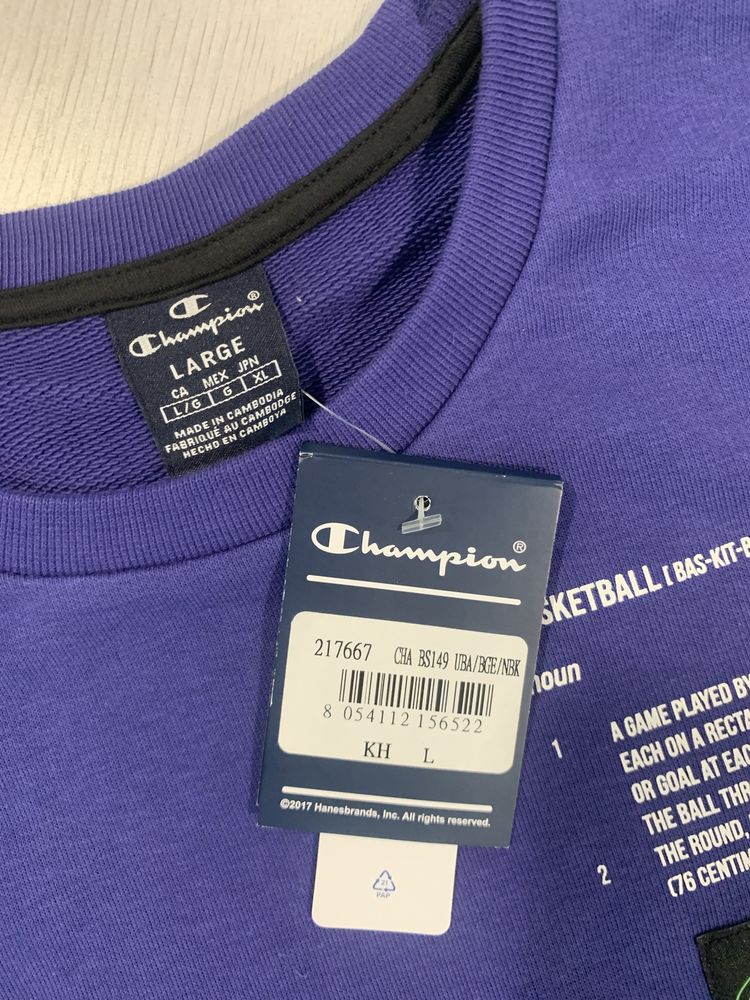 Champion®
LARGE
CA MEX JPN
L/G G XL
MADE IN CAMBODIA
FABRIQUÉ AU CAMBODGE
HECHO EN CAMBOYA
Champion®
217667 CHA BS149 UBA/BGE/NBK
8 054112 156522
KH L
©2017 Hanesbrands, Inc. All rights reserved.
21
PAP
SKETBALL [ BAS-KIT-B
noun
1 A GAME PLAYED BY
EACH ON A RECTA
OR GOAL AT EAC
THE BALL THR
2 THE ROUND,
(76 CENTIM